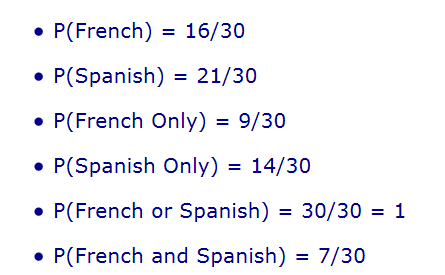 • P(French) = 16/30
• P(Spanish) = 21/30
• P(French Only) = 9/30
• P(Spanish Only) = 14/30
• P(French or Spanish) = 30/30 = 1
• P(French and Spanish) = 7/30